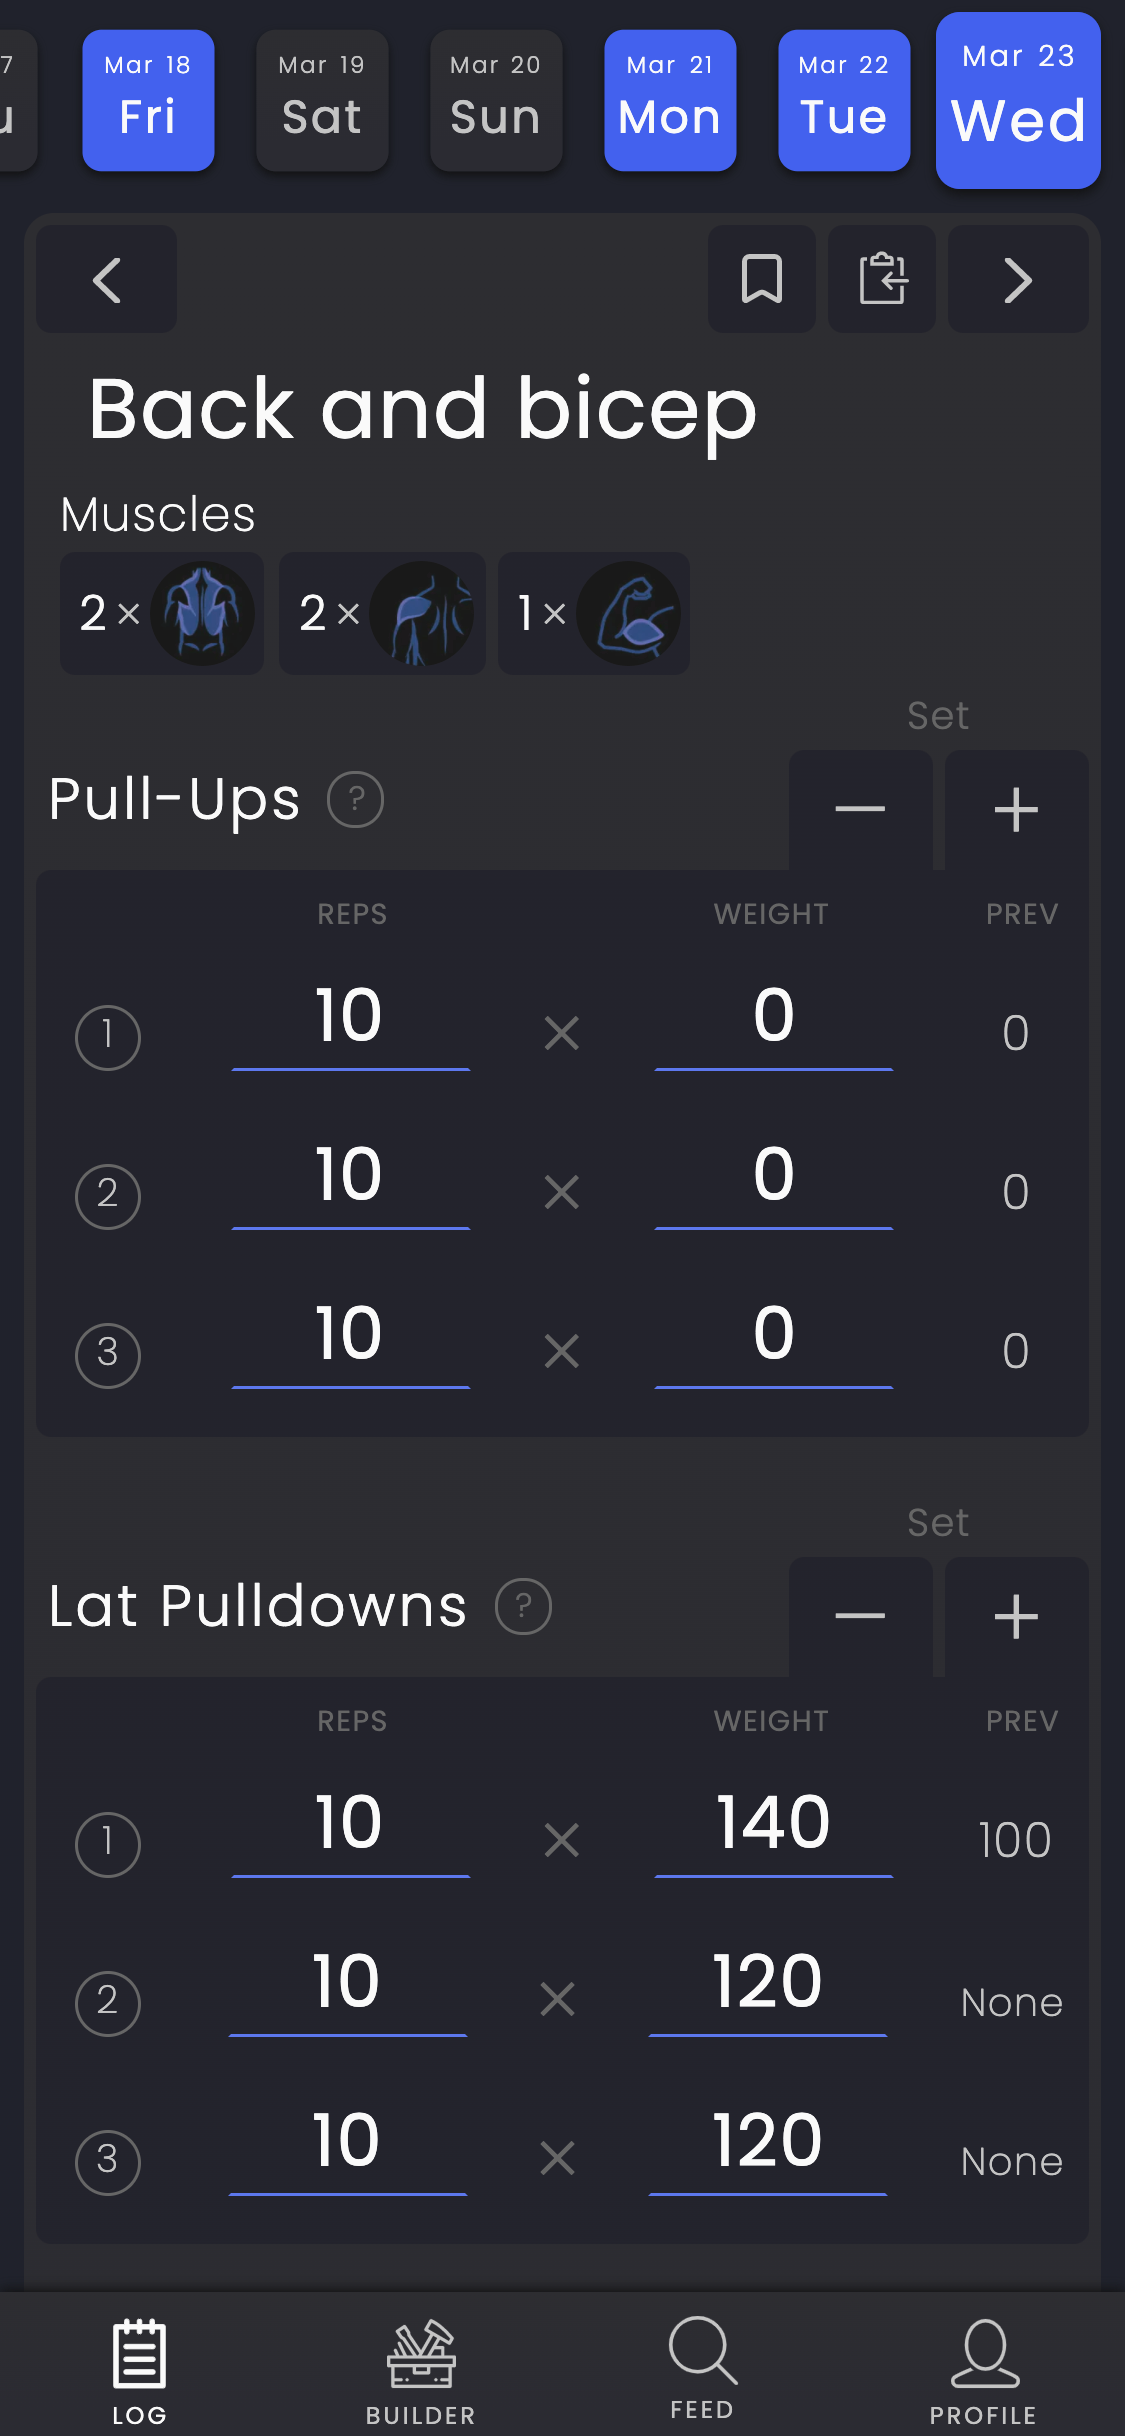 7 Mar 18 Mar 19 Mar 20 Mar 21 Mar 22 Mar 23
u Fri Sat Sun Mon Tue Wed
Back and bicep
Muscles
2 × 2 × 1 ×
Set
Pull-Ups ? − +
REPS WEIGHT PREV
1 10 × 0 0
2 10 × 0 0
3 10 × 0 0
Set
Lat Pulldowns ? − +
REPS WEIGHT PREV
1 10 × 140 100
2 10 × 120 None
3 10 × 120 None
LOG BUILDER FEED PROFILE